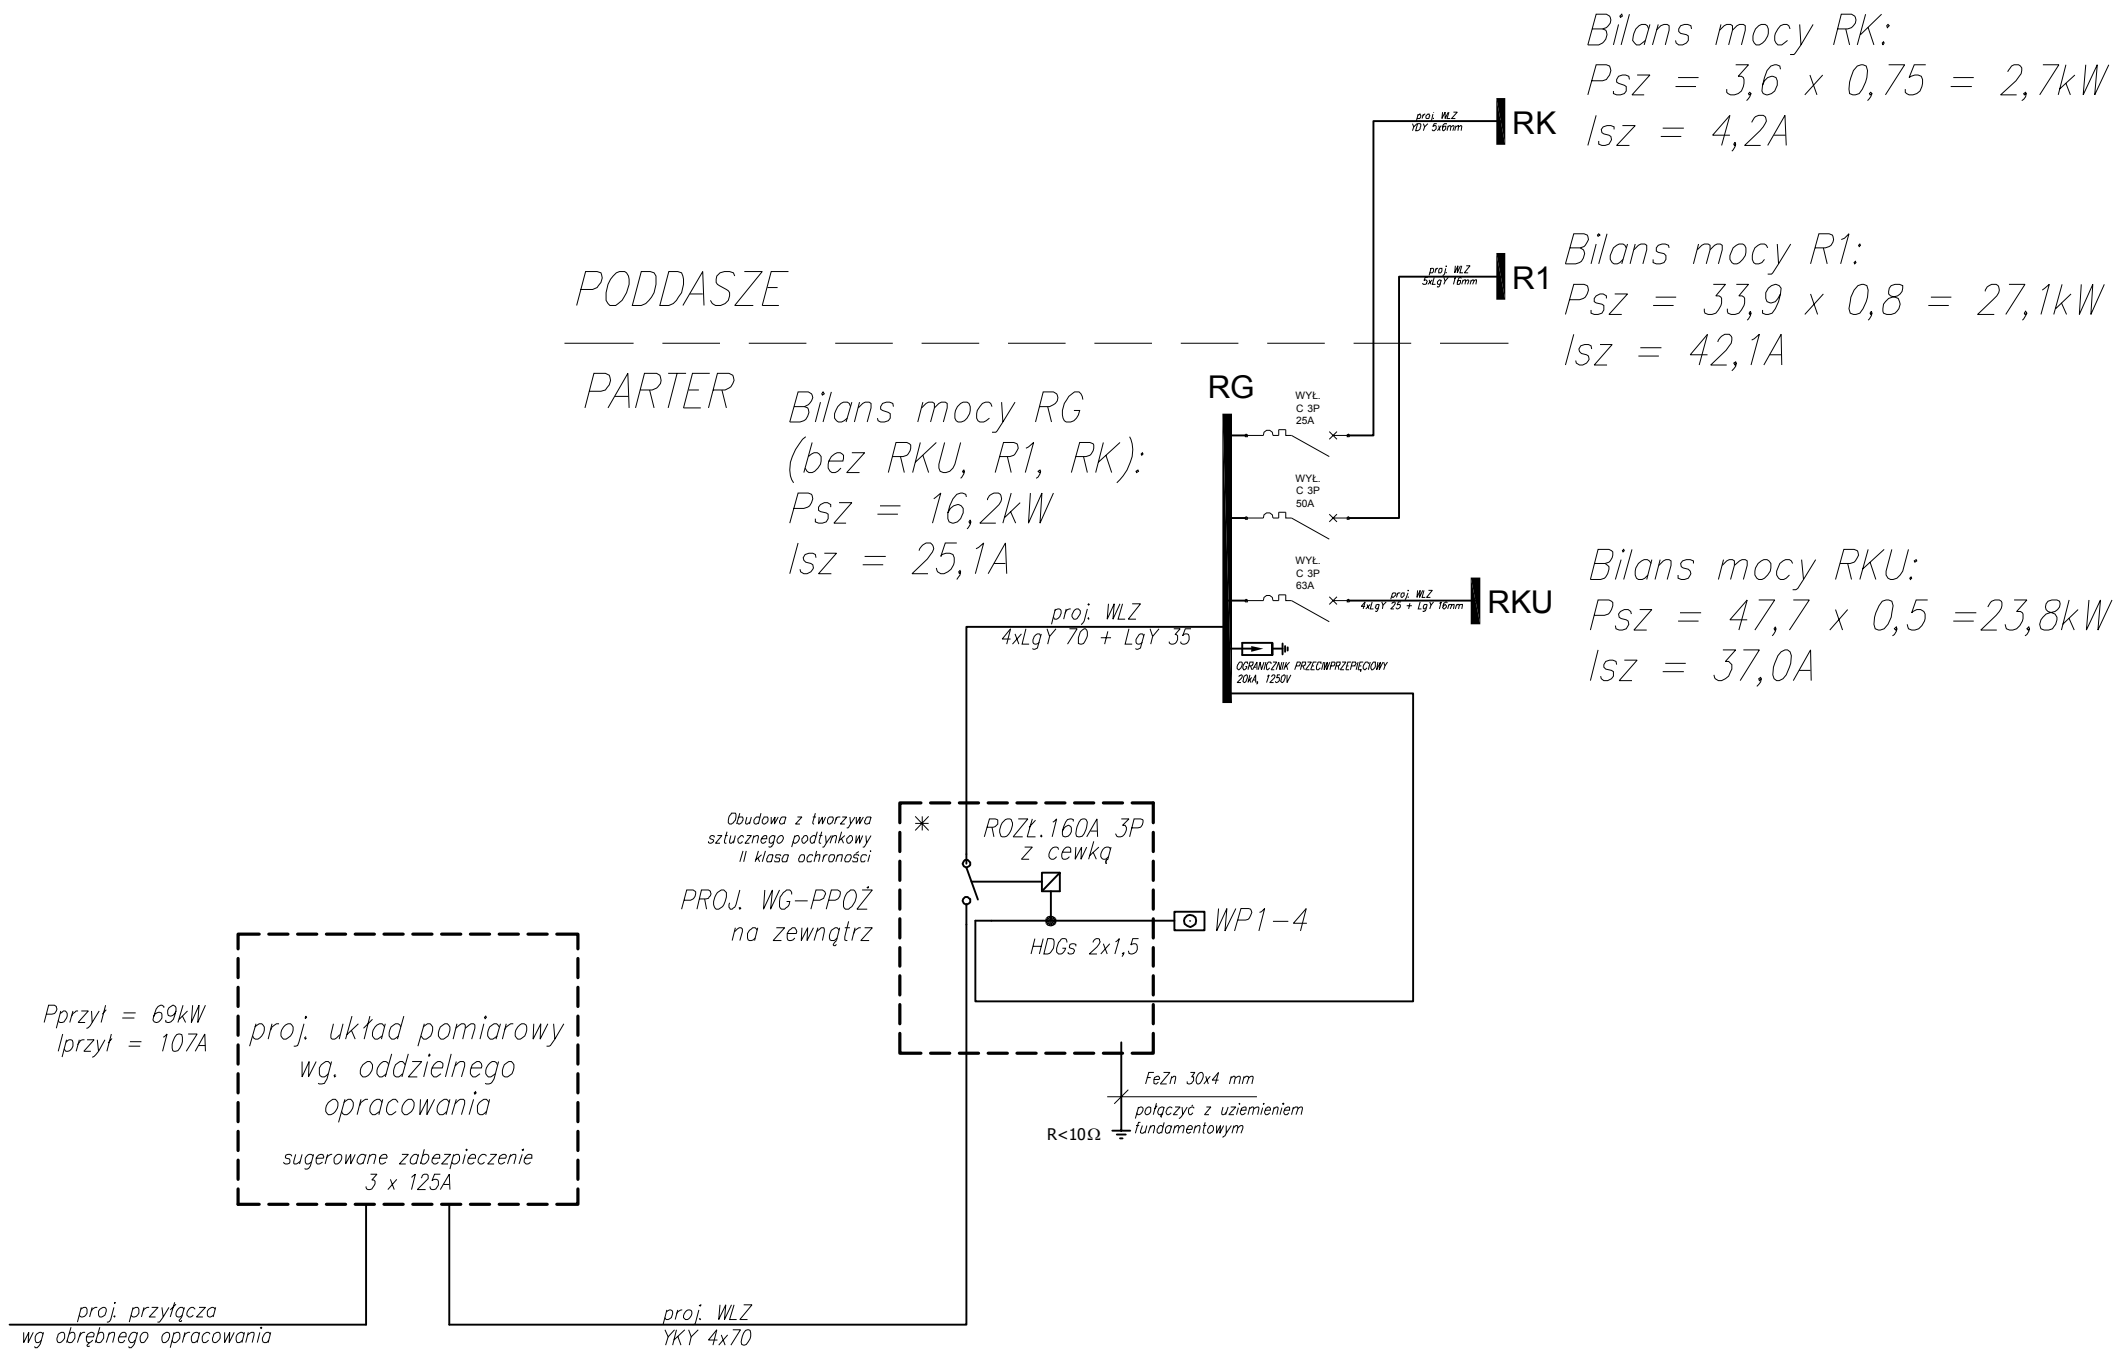 Bilans mocy RK:
Psz = 3,6 x 0,75 = 2,7kW
Isz = 4,2A
proj. WLZ
YDY 5x6mm
RK
Bilans mocy R1:
Psz = 33,9 x 0,8 = 27,1kW
Isz = 42,1A
proj. WLZ
5xLgY 16mm
R1
PODDASZE
PARTER
Bilans mocy RG
(bez RKU, R1, RK):
Psz = 16,2kW
Isz = 25,1A
RG
WYŁ.
C 3P
25A
WYŁ.
C 3P
50A
WYŁ.
C 3P
63A
proj. WLZ
4xLgY 25 + LgY 16mm
RKU
Bilans mocy RKU:
Psz = 47,7 x 0,5 =23,8kW
Isz = 37,0A
proj. WLZ
4xLgY 70 + LgY 35
OGRANICZNIK PRZECIWPRZEPIĘCIOWY
20kA, 1250V
Obudowa z tworzywa
sztucznego podtynkowy
II klasa ochroności
PROJ. WG-PPOŻ
na zewnątrz
ROZŁ.160A 3P
z cewką
WP1-4
HDGs 2x1,5
FeZn 30x4 mm
połączyć z uziemieniem
fundamentowym
R<10Ω
Pprzył = 69kW
Iprzył = 107A
proj. układ pomiarowy
wg. oddzielnego
opracowania
sugerowane zabezpieczenie
3 x 125A
proj. przyłącza
wg obrębnego opracowania
proj. WLZ
YKY 4x70